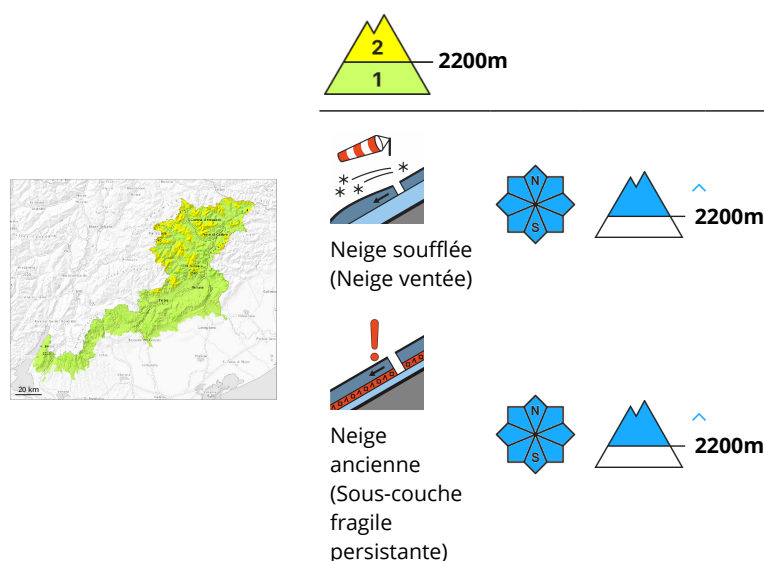 2
1
2200m
N
S
2200m
Neige soufflée
(Neige ventée)
20 km
N
S
2200m
Neige
ancienne
(Sous-couche
fragile
persistante)